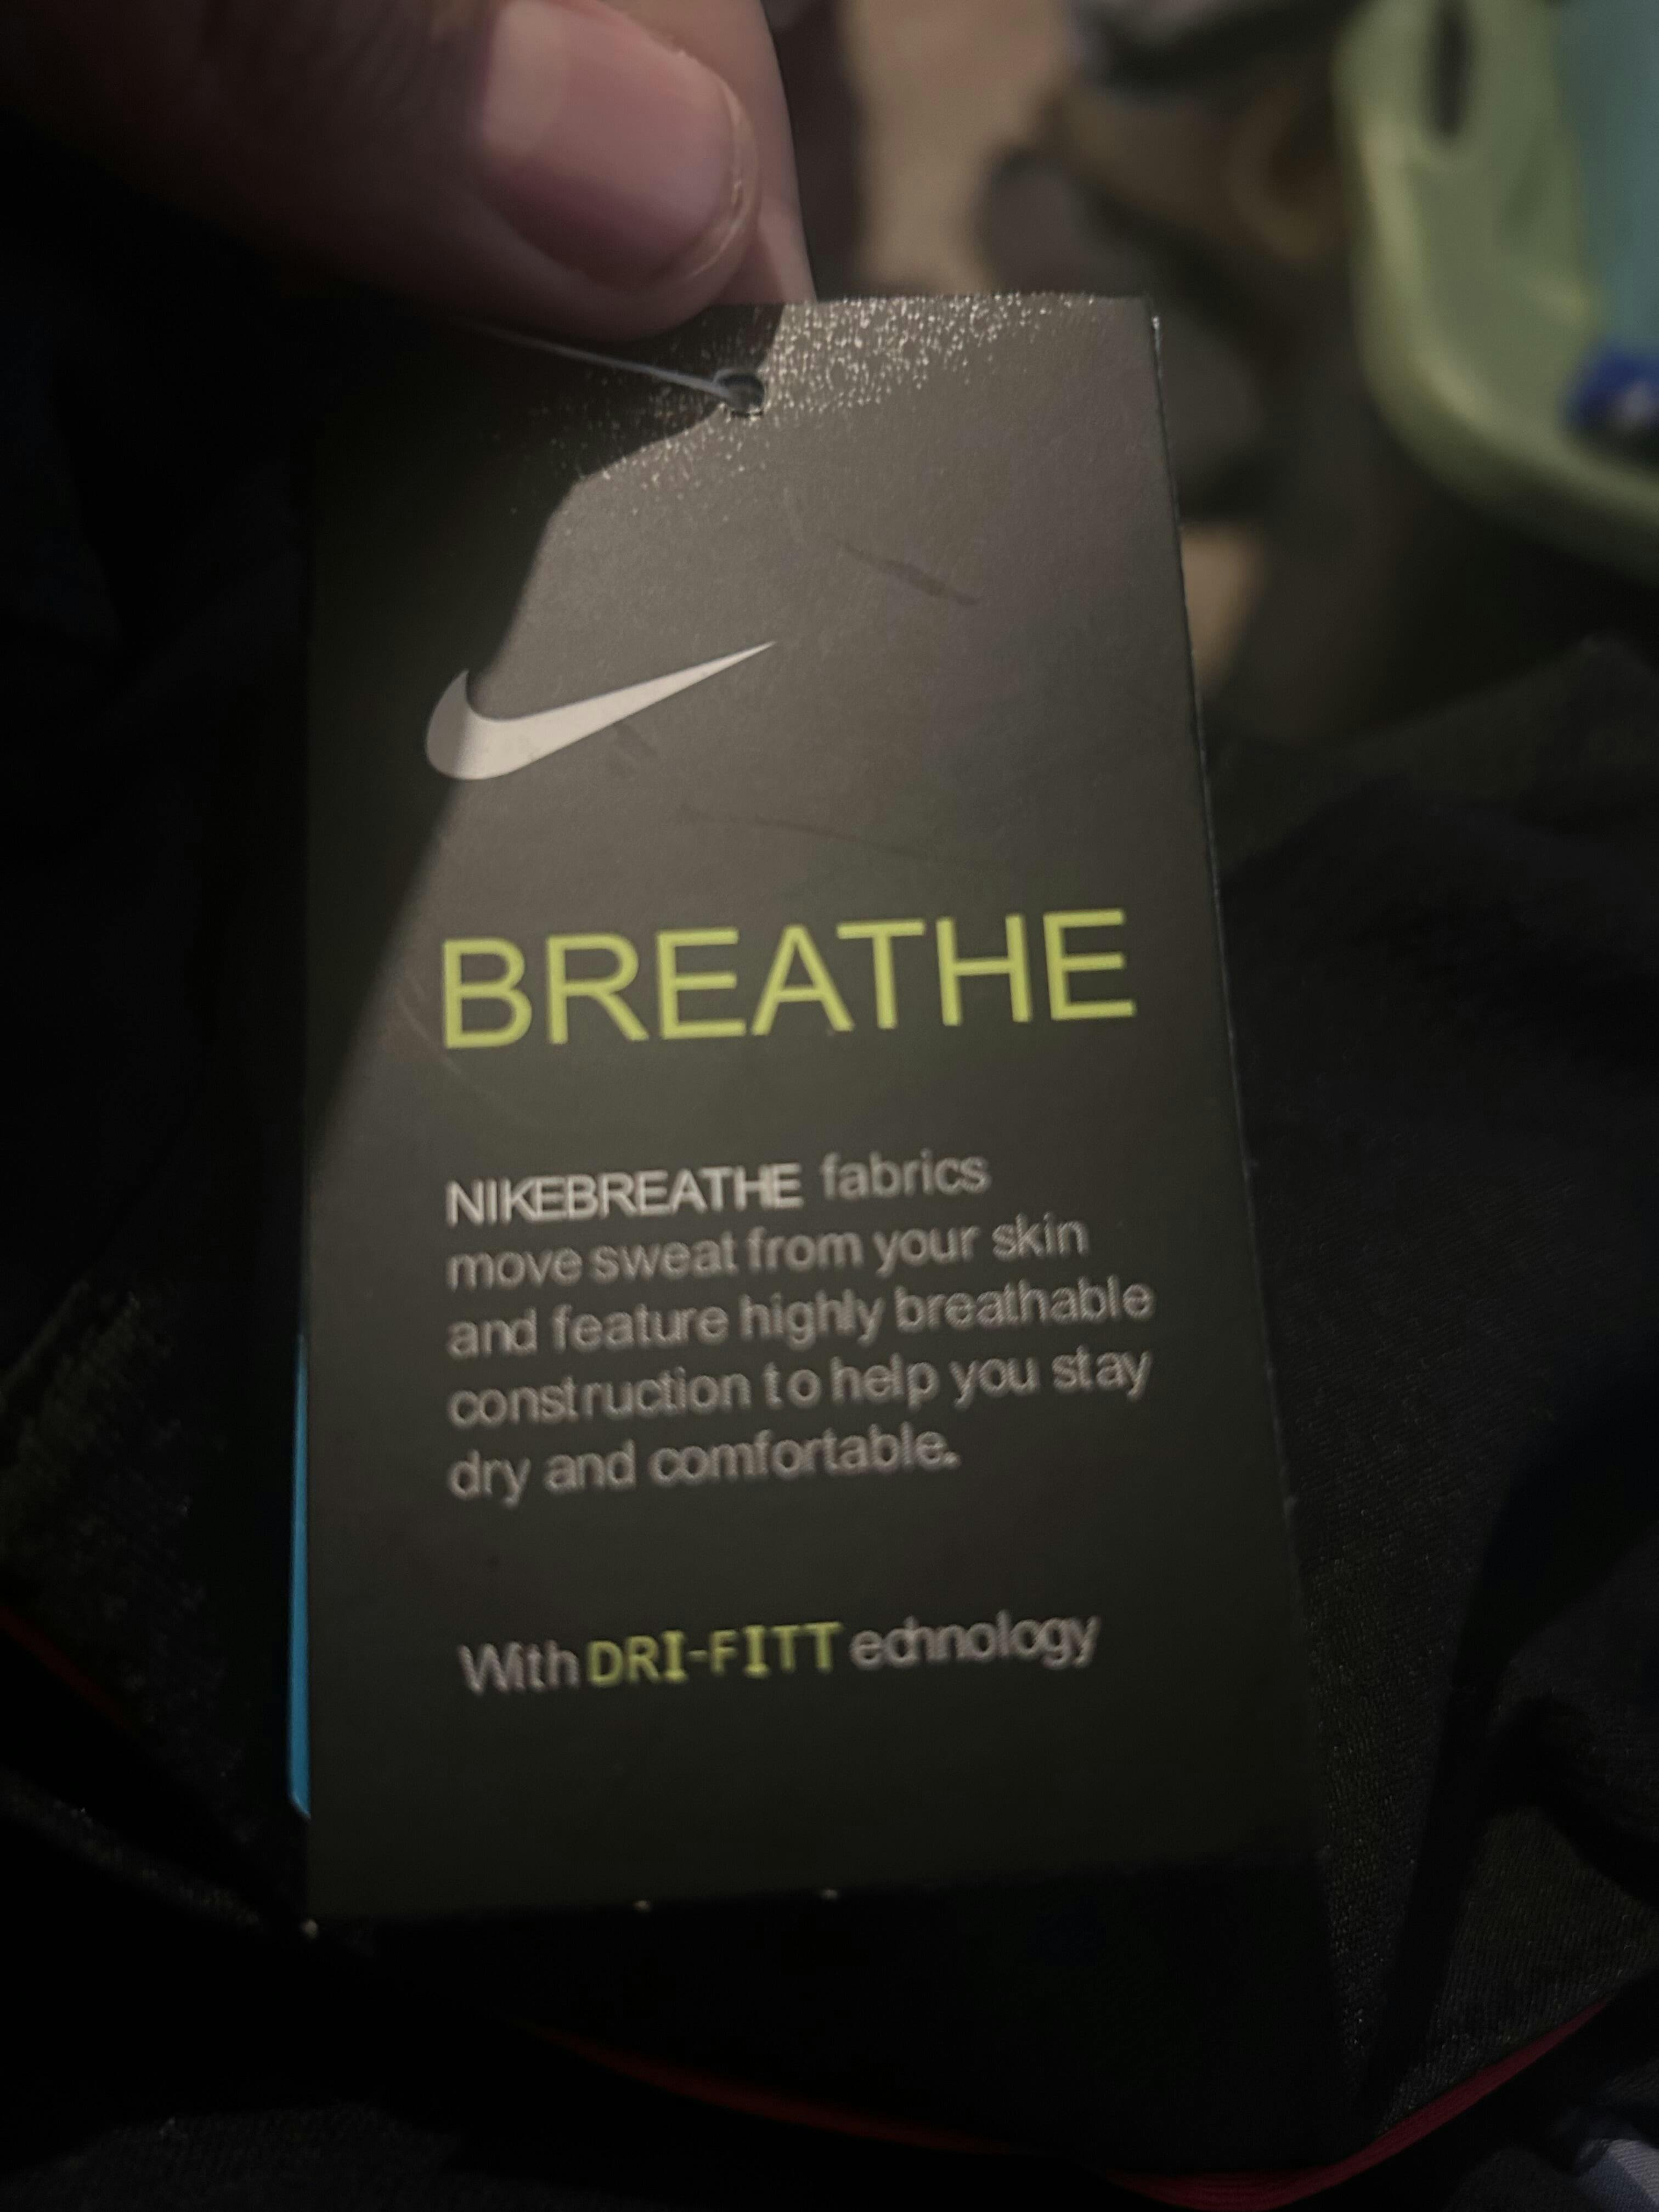 BREATHE
NIKEBREATHE fabrics
move sweat from your skin
and feature highly breathable
construction to help you stay
dry and comfortable.
With DRI-FITT echnology